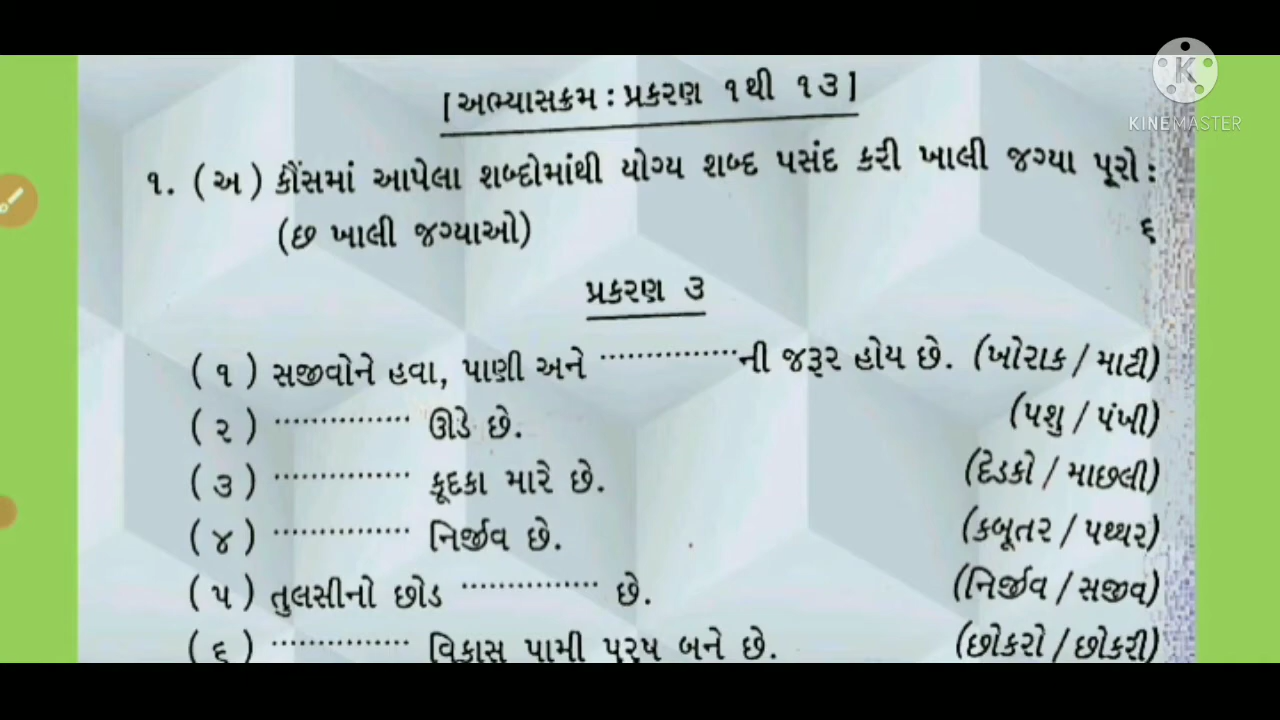 [અભ્યાસક્રમ : પ્રકરણ ૧થી ૧૩]
KINEMASTER
૧. (અ) કૌંસમાં આપેલા શબ્દોમાંથી યોગ્ય શબ્દ પસંદ કરી ખાલી જગ્યા પૂરો :
(છ ખાલી જગ્યાઓ) ૬
પ્રકરણ ૩
(૧) સજીવોને હવા, પાણી અને ...............ની જરૂર હોય છે. (ખોરાક / માટી)
(૨) ............... ઊડે છે. (પશુ / પંખી)
(૩) ............... કૂદકા મારે છે. (દેડકો / માછલી)
(૪) ............... નિર્જીવ છે. (કબૂતર / પથ્થર)
(૫) તુલસીનો છોડ ............... છે. (નિર્જીવ / સજીવ)
(૬) ............... વિકાસ પામી પુરુષ બને છે. (છોકરો / છોકરી)